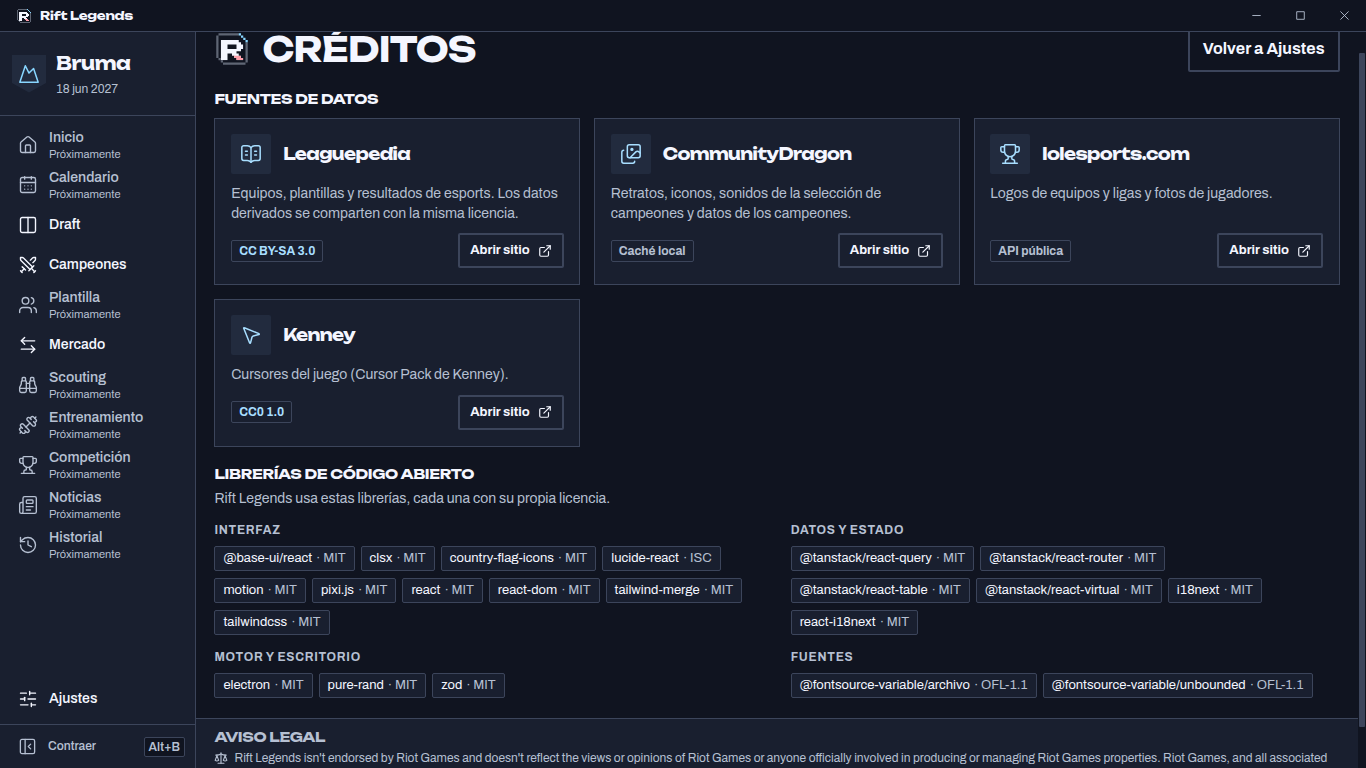 Rift Legends
Bruma
18 jun 2027
Inicio
Próximamente
Calendario
Próximamente
Draft
Campeones
Plantilla
Próximamente
Mercado
Scouting
Próximamente
Entrenamiento
Próximamente
Competición
Próximamente
Noticias
Próximamente
Historial
Próximamente
Ajustes
Contraer Alt+B
R CRÉDITOS
Volver a Ajustes
FUENTES DE DATOS
Leaguepedia
Equipos, plantillas y resultados de esports. Los datos
derivados se comparten con la misma licencia.
CC BY-SA 3.0 Abrir sitio
CommunityDragon
Retratos, iconos, sonidos de la selección de
campeones y datos de los campeones.
Caché local Abrir sitio
lolesports.com
Logos de equipos y ligas y fotos de jugadores.
API pública Abrir sitio
Kenney
Cursores del juego (Cursor Pack de Kenney).
CC0 1.0 Abrir sitio
LIBRERÍAS DE CÓDIGO ABIERTO
Rift Legends usa estas librerías, cada una con su propia licencia.
INTERFAZ
@base-ui/react · MIT clsx · MIT country-flag-icons · MIT lucide-react · ISC
motion · MIT pixi.js · MIT react · MIT react-dom · MIT tailwind-merge · MIT
tailwindcss · MIT
DATOS Y ESTADO
@tanstack/react-query · MIT @tanstack/react-router · MIT
@tanstack/react-table · MIT @tanstack/react-virtual · MIT i18next · MIT
react-i18next · MIT
MOTOR Y ESCRITORIO
electron · MIT pure-rand · MIT zod · MIT
FUENTES
@fontsource-variable/archivo · OFL-1.1 @fontsource-variable/unbounded · OFL-1.1
AVISO LEGAL
Rift Legends isn't endorsed by Riot Games and doesn't reflect the views or opinions of Riot Games or anyone officially involved in producing or managing Riot Games properties. Riot Games, and all associated